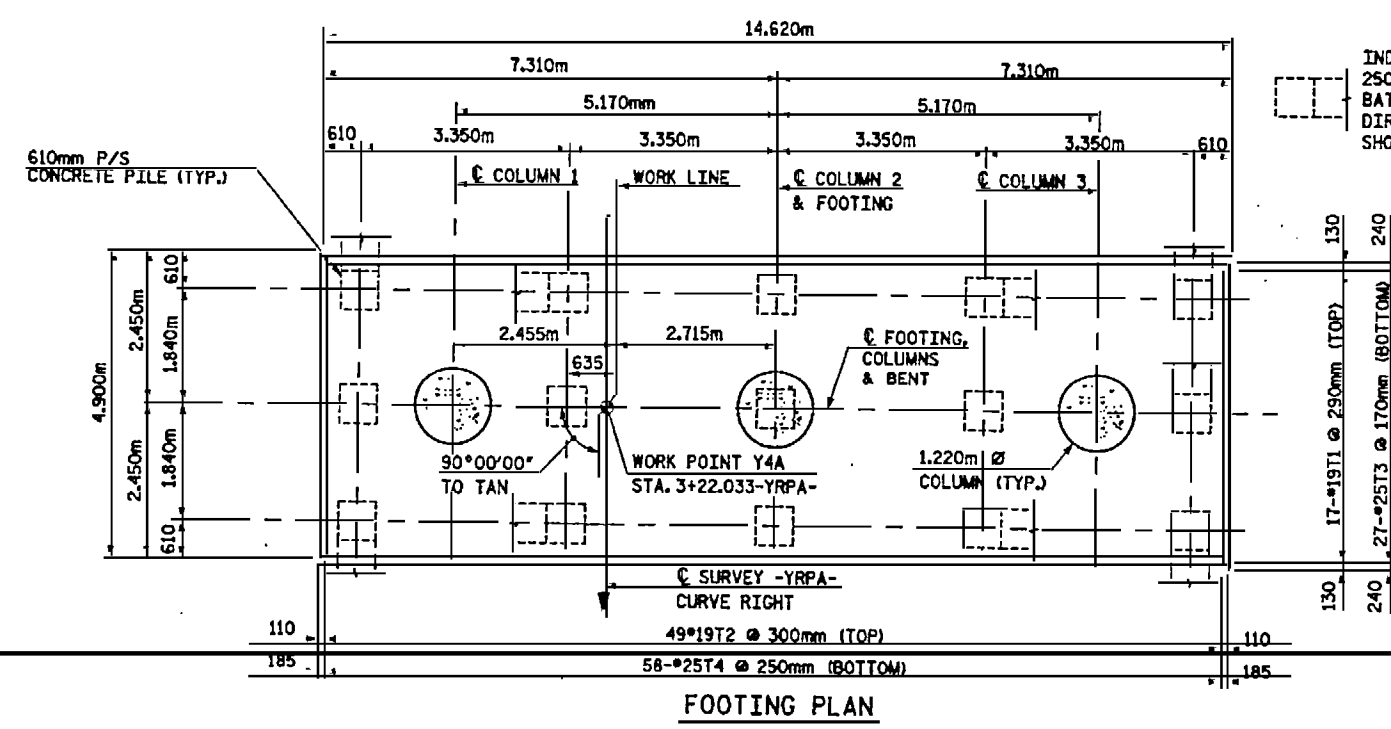 14.620m
7.310m
7.310m
5.170mm
5.170m
610
3.350m
3.350m
3.350m
3.350m
610
610mm P/S
CONCRETE PILE (TYP.)
℄ COLUMN 1
WORK LINE
℄ COLUMN 2
& FOOTING
℄ COLUMN 3
IND
250
BAT
DIR
SHO
130
240
610
2.450m
1.840m
4.900m
2.450m
1.840m
610
2.455m
2.715m
635
℄ FOOTING,
COLUMNS
& BENT
90°00'00"
TO TAN
WORK POINT Y4A
STA. 3+22.033-YRPA-
1.220m Ø
COLUMN (TYP.)
17-#19T1 @ 290mm (TOP)
27-#25T3 @ 170mm (BOTTOM)
130
240
℄ SURVEY -YRPA-
CURVE RIGHT
110
49#19T2 @ 300mm (TOP)
110
185
58-#25T4 @ 250mm (BOTTOM)
185
FOOTING PLAN